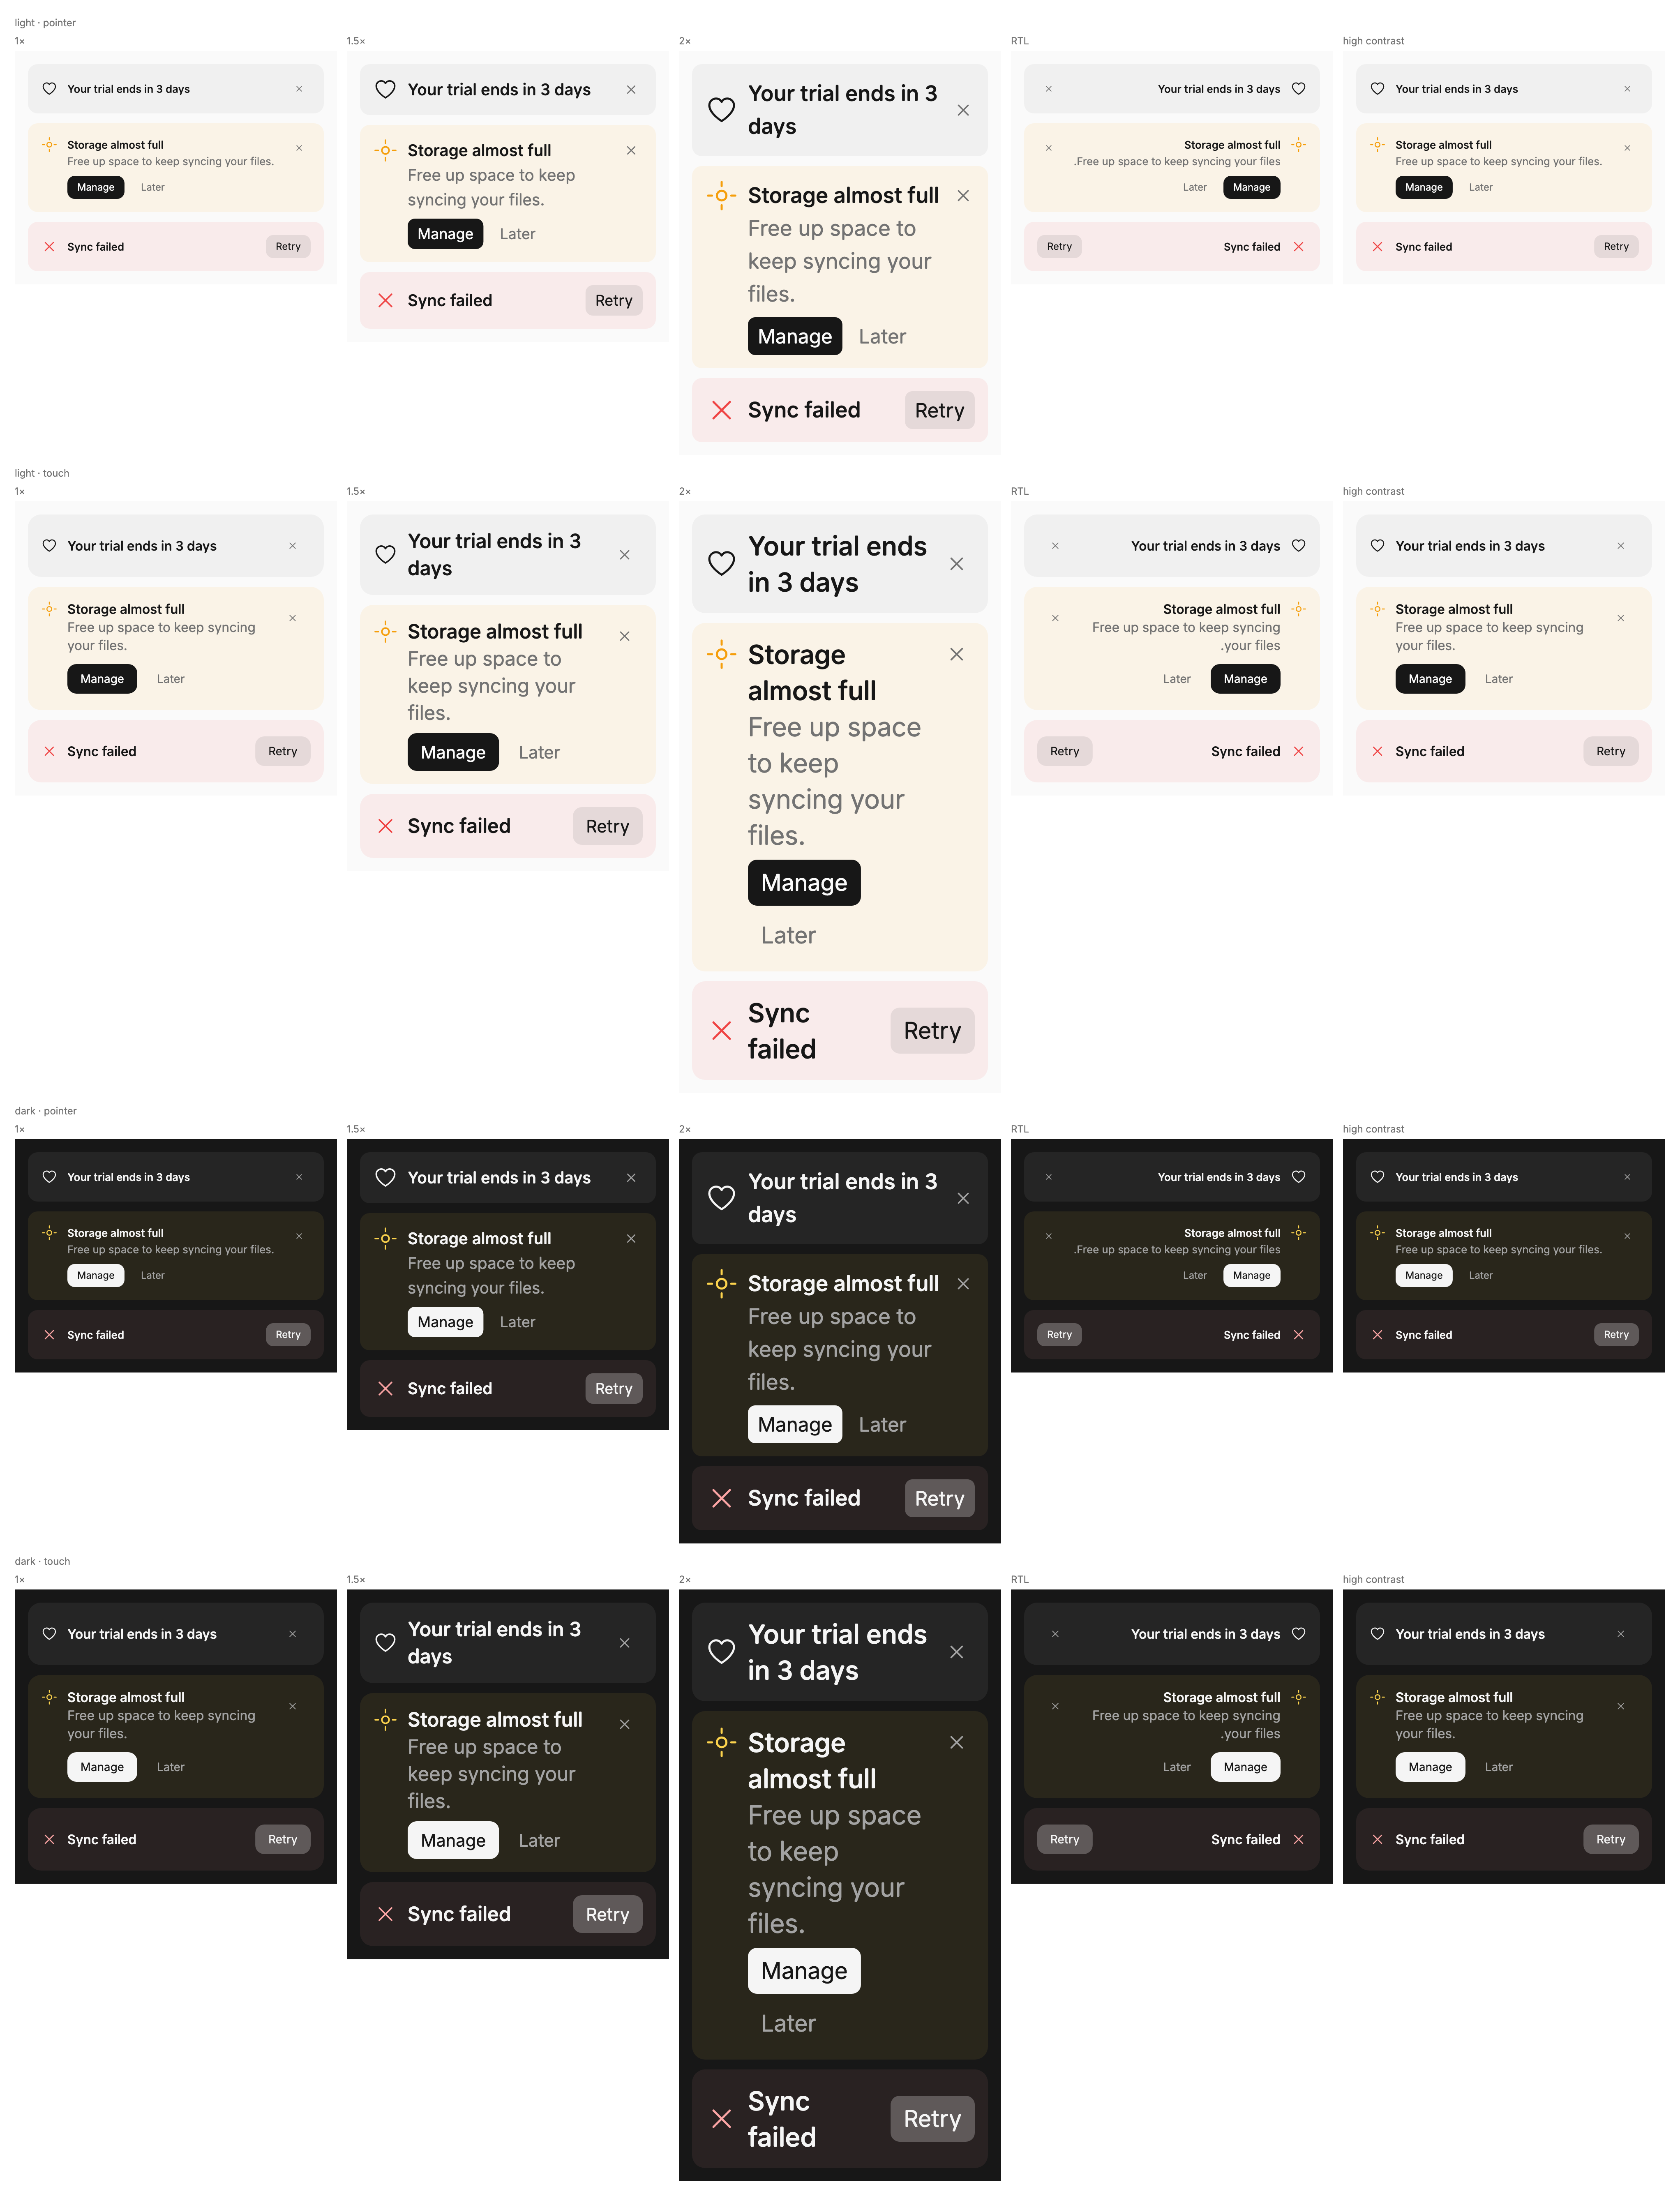 light · pointer
1×
Your trial ends in 3 days
Storage almost full
Free up space to keep syncing your files.
Manage Later
Sync failed Retry
1.5×
Your trial ends in 3 days
Storage almost full
Free up space to keep
syncing your files.
Manage Later
Sync failed Retry
2×
Your trial ends in 3
days
Storage almost full
Free up space to
keep syncing your
files.
Manage Later
Sync failed Retry
RTL
Your trial ends in 3 days
Storage almost full
.Free up space to keep syncing your files
Later Manage
Retry Sync failed
high contrast
Your trial ends in 3 days
Storage almost full
Free up space to keep syncing your files.
Manage Later
Sync failed Retry
light · touch
1×
Your trial ends in 3 days
Storage almost full
Free up space to keep syncing
your files.
Manage Later
Sync failed Retry
1.5×
Your trial ends in 3
days
Storage almost full
Free up space to
keep syncing your
files.
Manage Later
Sync failed Retry
2×
Your trial ends
in 3 days
Storage
almost full
Free up space
to keep
syncing your
files.
Manage
Later
Sync
failed
Retry
RTL
Your trial ends in 3 days
Storage almost full
Free up space to keep syncing
.your files
Later Manage
Retry Sync failed
high contrast
Your trial ends in 3 days
Storage almost full
Free up space to keep syncing
your files.
Manage Later
Sync failed Retry
dark · pointer
1×
Your trial ends in 3 days
Storage almost full
Free up space to keep syncing your files.
Manage Later
Sync failed Retry
1.5×
Your trial ends in 3 days
Storage almost full
Free up space to keep
syncing your files.
Manage Later
Sync failed Retry
2×
Your trial ends in 3
days
Storage almost full
Free up space to
keep syncing your
files.
Manage Later
Sync failed Retry
RTL
Your trial ends in 3 days
Storage almost full
.Free up space to keep syncing your files
Later Manage
Retry Sync failed
high contrast
Your trial ends in 3 days
Storage almost full
Free up space to keep syncing your files.
Manage Later
Sync failed Retry
dark · touch
1×
Your trial ends in 3 days
Storage almost full
Free up space to keep syncing
your files.
Manage Later
Sync failed Retry
1.5×
Your trial ends in 3
days
Storage almost full
Free up space to
keep syncing your
files.
Manage Later
Sync failed Retry
2×
Your trial ends
in 3 days
Storage
almost full
Free up space
to keep
syncing your
files.
Manage
Later
Sync
failed
Retry
RTL
Your trial ends in 3 days
Storage almost full
Free up space to keep syncing
.your files
Later Manage
Retry Sync failed
high contrast
Your trial ends in 3 days
Storage almost full
Free up space to keep syncing
your files.
Manage Later
Sync failed Retry